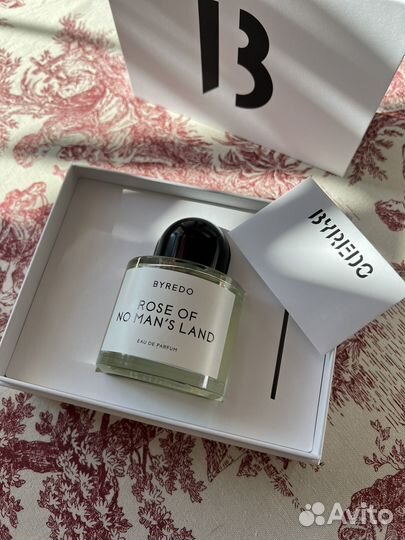 B
BYREDO
BYREDO
ROSE OF
NO MAN'S LAND
EAU DE PARFUM
Avito